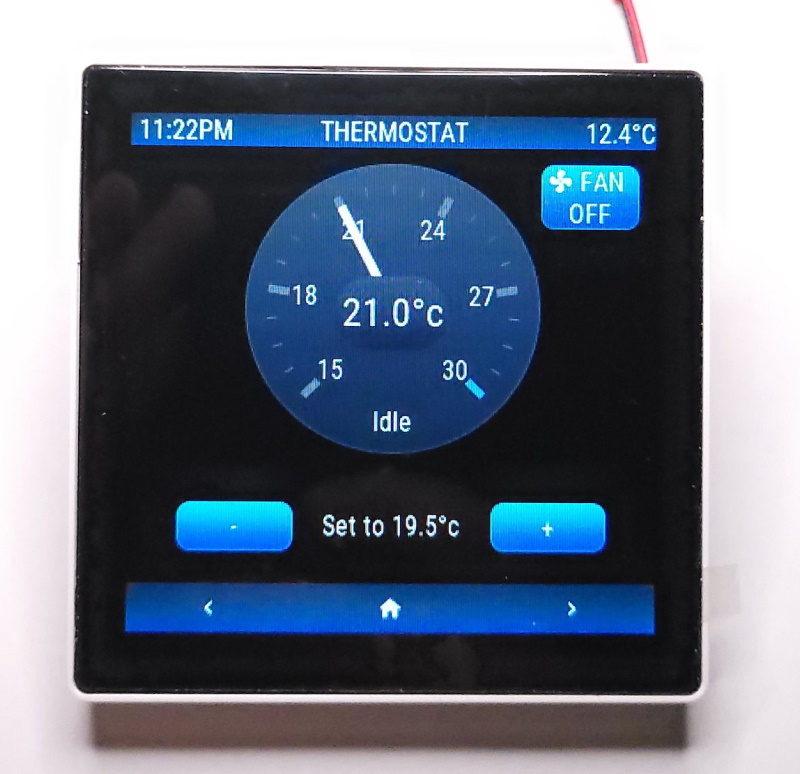 11:22PM THERMOSTAT 12.4°C
FAN
OFF
21 24
18 27
21.0°c
15 30
Idle
- Set to 19.5°c +
< >